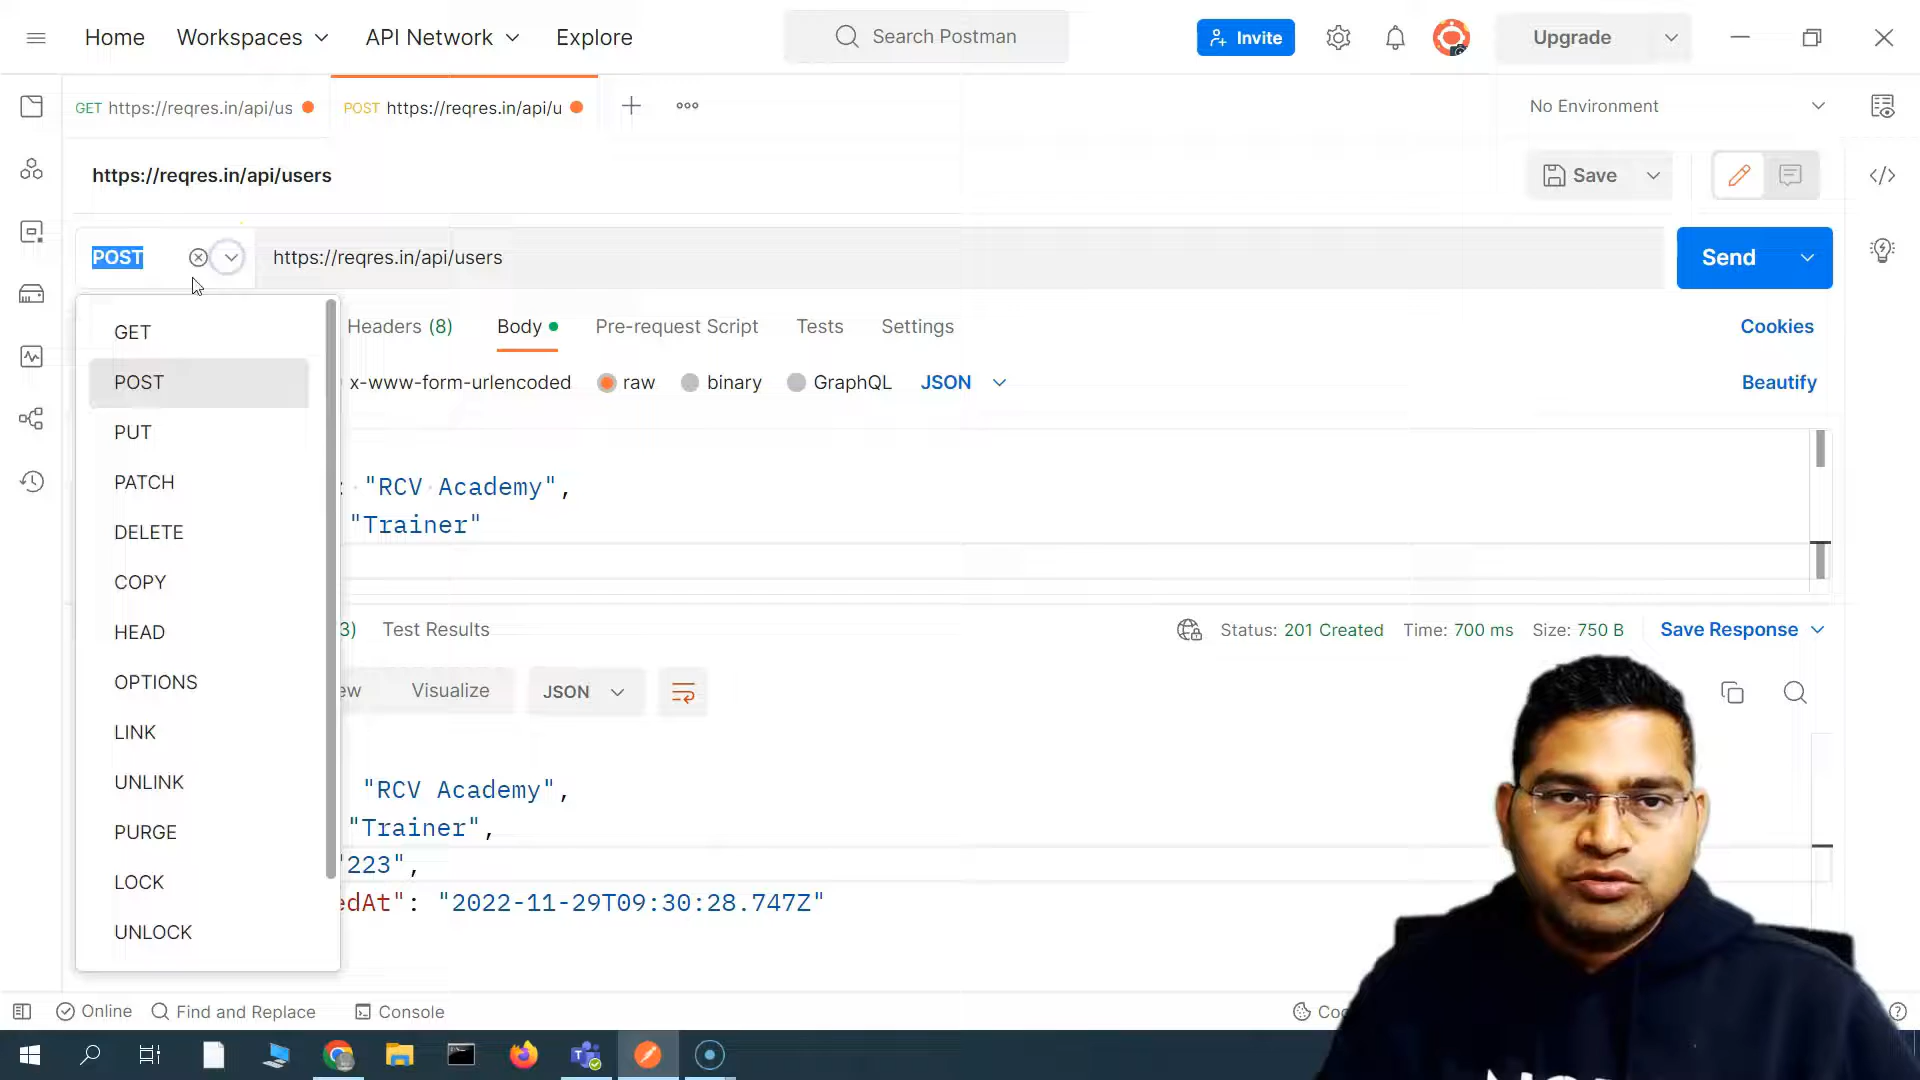 Home Workspaces API Network Explore Search Postman Invite Upgrade
GET https://reqres.in/api/us POST https://reqres.in/api/u No Environment
https://reqres.in/api/users Save
POST https://reqres.in/api/users Send
Headers (8) Body Pre-request Script Tests Settings Cookies
x-www-form-urlencoded raw binary GraphQL JSON Beautify
GET
POST
PUT
PATCH
DELETE
COPY
HEAD
OPTIONS
LINK
UNLINK
PURGE
LOCK
UNLOCK
: "RCV Academy",
"Trainer"
3) Test Results Status: 201 Created Time: 700 ms Size: 750 B Save Response
ew Visualize JSON
"RCV Academy",
"Trainer",
"223",
edAt": "2022-11-29T09:30:28.747Z"
Online Find and Replace Console